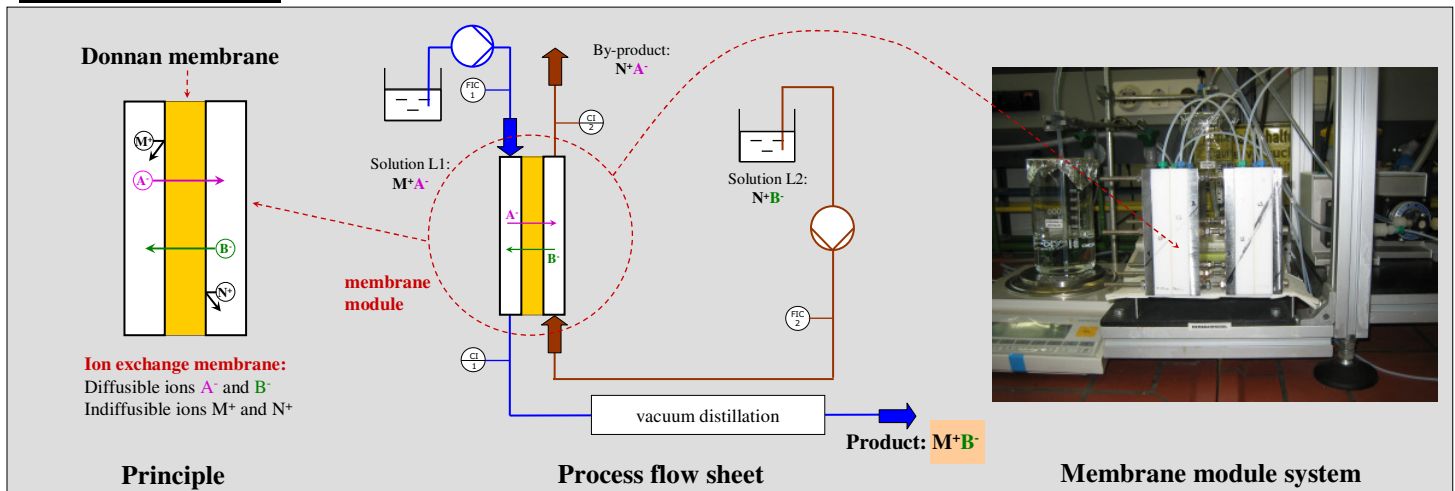 Donnan membrane
M⁺
A⁻
B⁻
N⁺
Ion exchange membrane:
Diffusible ions A⁻ and B⁻
Indiffusible ions M⁺ and N⁺
Principle
FIC
1
By-product:
N⁺A⁻
CI
2
Solution L1:
M⁺A⁻
A⁻
B⁻
membrane
module
Solution L2:
N⁺B⁻
FIC
2
CI
1
vacuum distillation
Product: M⁺B⁻
Process flow sheet
Membrane module system